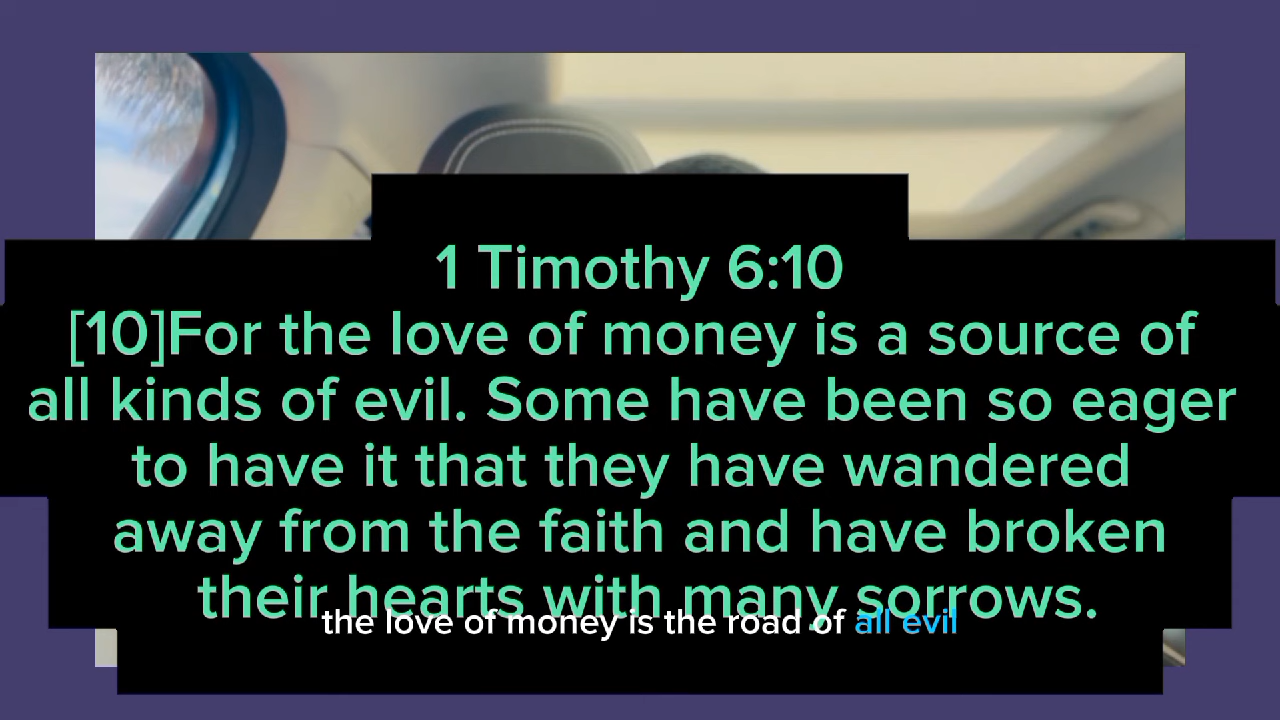 1 Timothy 6:10
[10]For the love of money is a source of
all kinds of evil. Some have been so eager
to have it that they have wandered
away from the faith and have broken
their hearts with many sorrows.
the love of money is the road of all evil